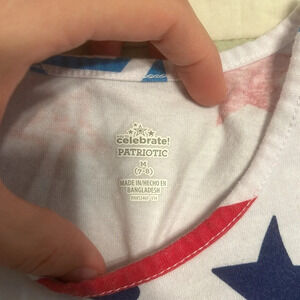 celebrate!
PATRIOTIC
M
(7-8)
MADE IN/HECHO EN
BANGLADESH